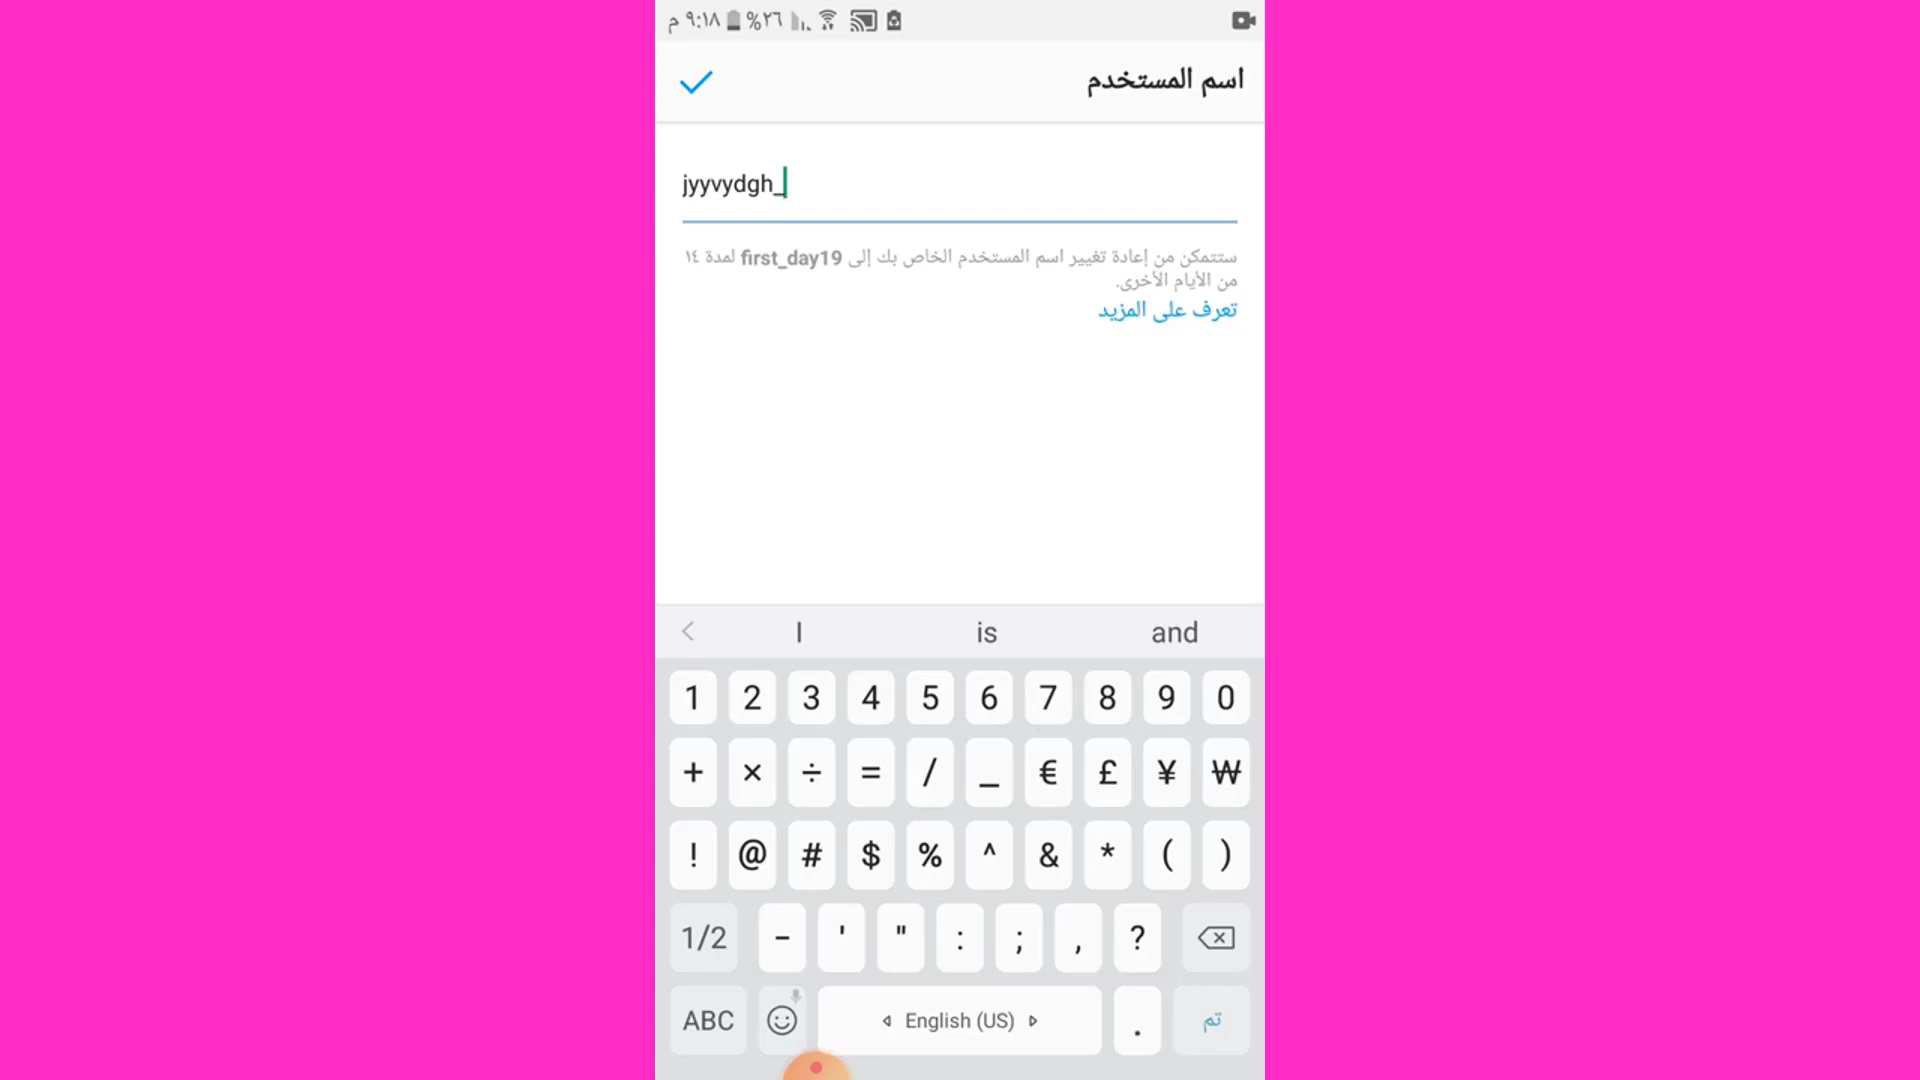 م ٩:١٨ %٢٦
اسم المستخدم
jyyvydgh_
ستتمكن من إعادة تغيير اسم المستخدم الخاص بك إلى first_day19 لمدة ١٤
من الأيام الأخرى.
تعرف على المزيد
I is and
1 2 3 4 5 6 7 8 9 0
+ × ÷ = / _ € £ ¥ ₩
! @ # $ % ^ & * ( )
1/2 - ' " : ; , ?
ABC English (US) . تم